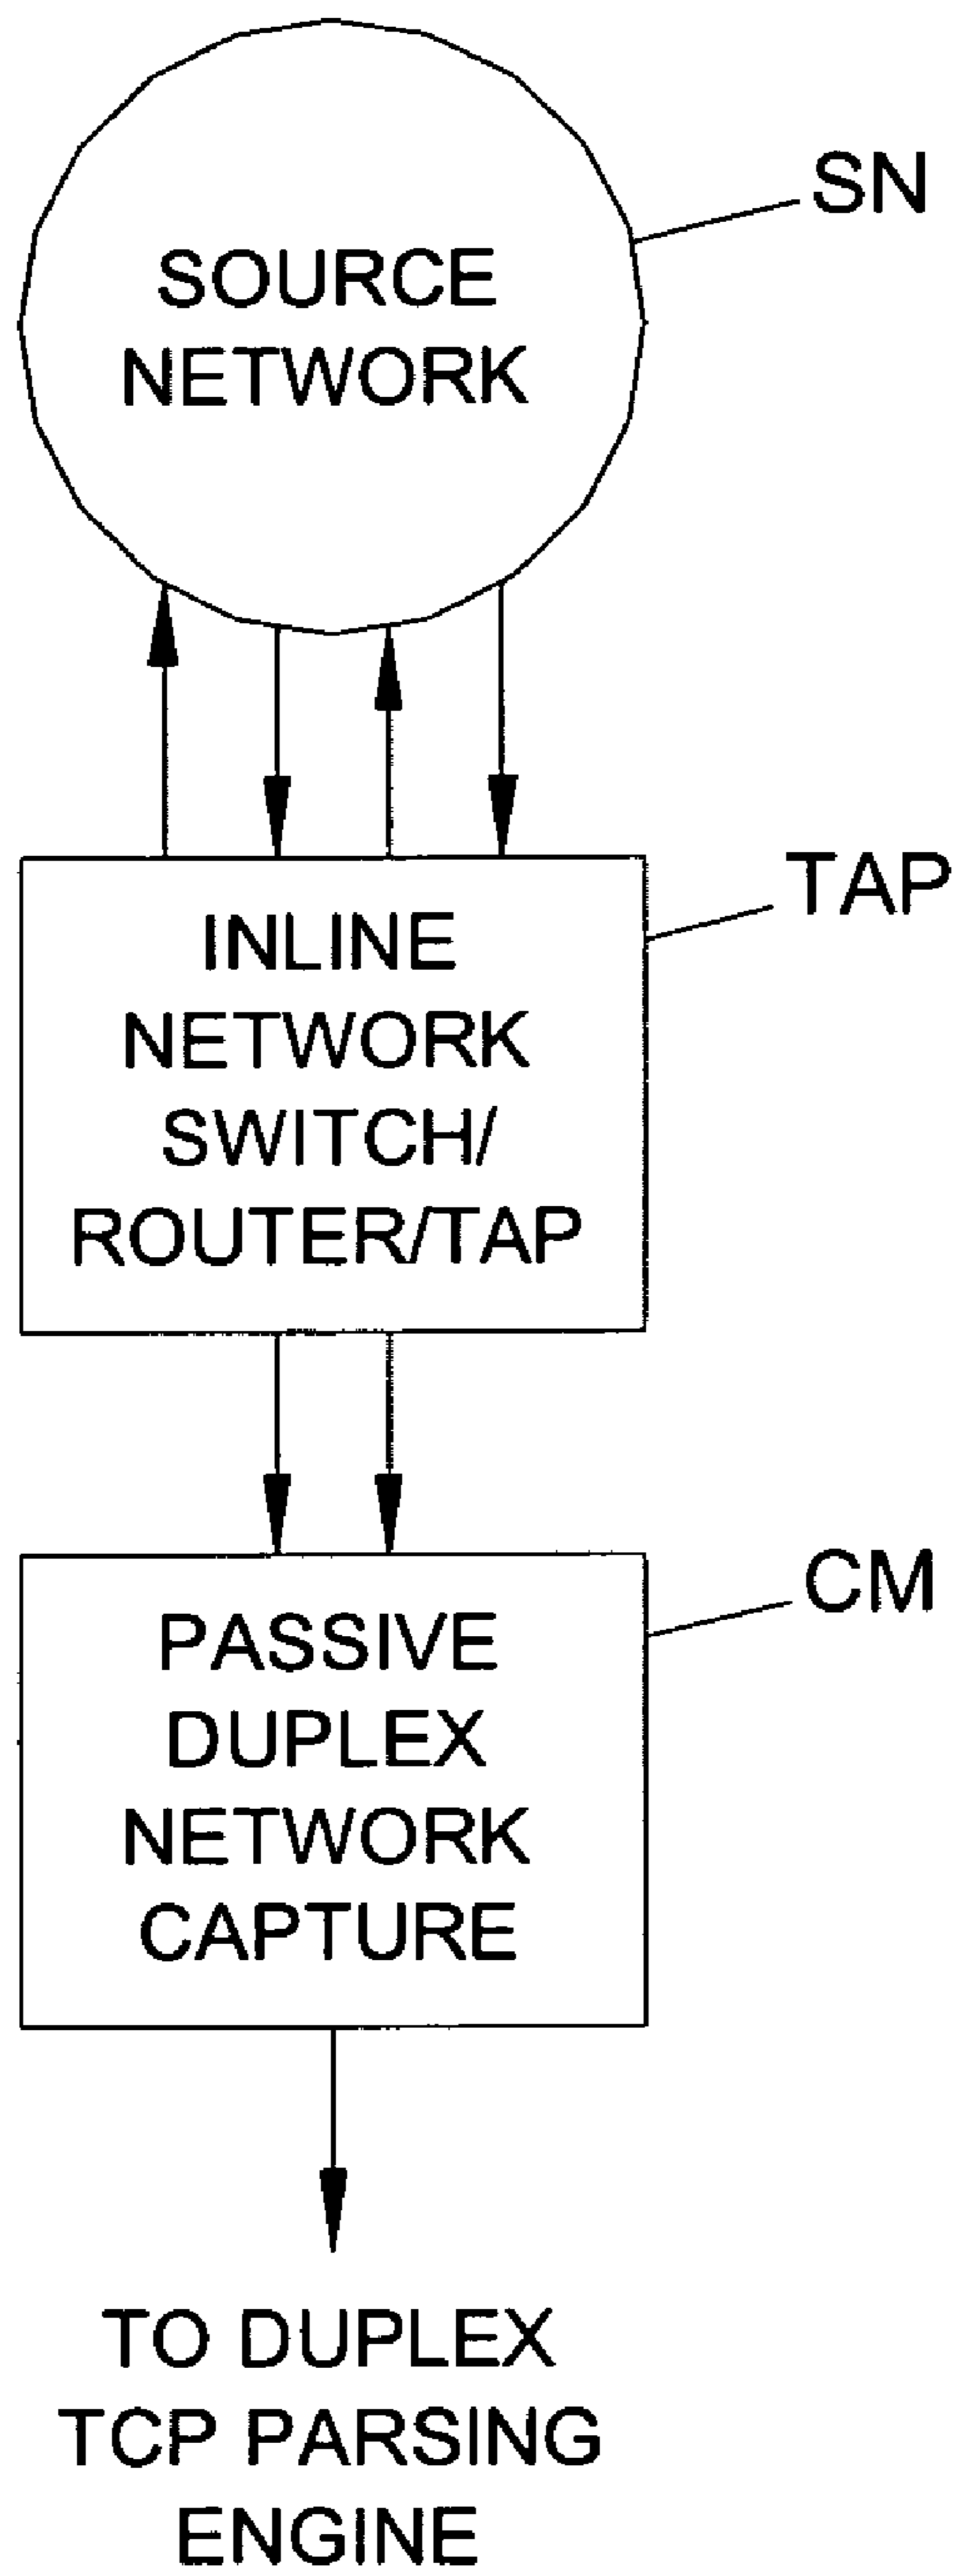 SN
SOURCE
NETWORK
TAP
INLINE
NETWORK
SWITCH/
ROUTER/TAP
CM
PASSIVE
DUPLEX
NETWORK
CAPTURE
TO DUPLEX
TCP PARSING
ENGINE